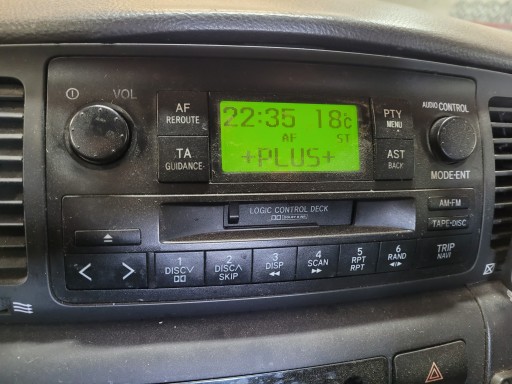 VOL
AF
REROUTE
TA
GUIDANCE
22:35 18°C
AF ST
+PLUS+
PTY
MENU
AST
BACK
AUDIO CONTROL
MODE·ENT
AM·FM
TAPE·DISC
TRIP
NAVI
LOGIC CONTROL DECK
< >
1
DISC∨
2
DISC∧
SKIP
3
DISP
◀◀
4
SCAN
▶▶
5
RPT
RPT
6
RAND
◀/▶